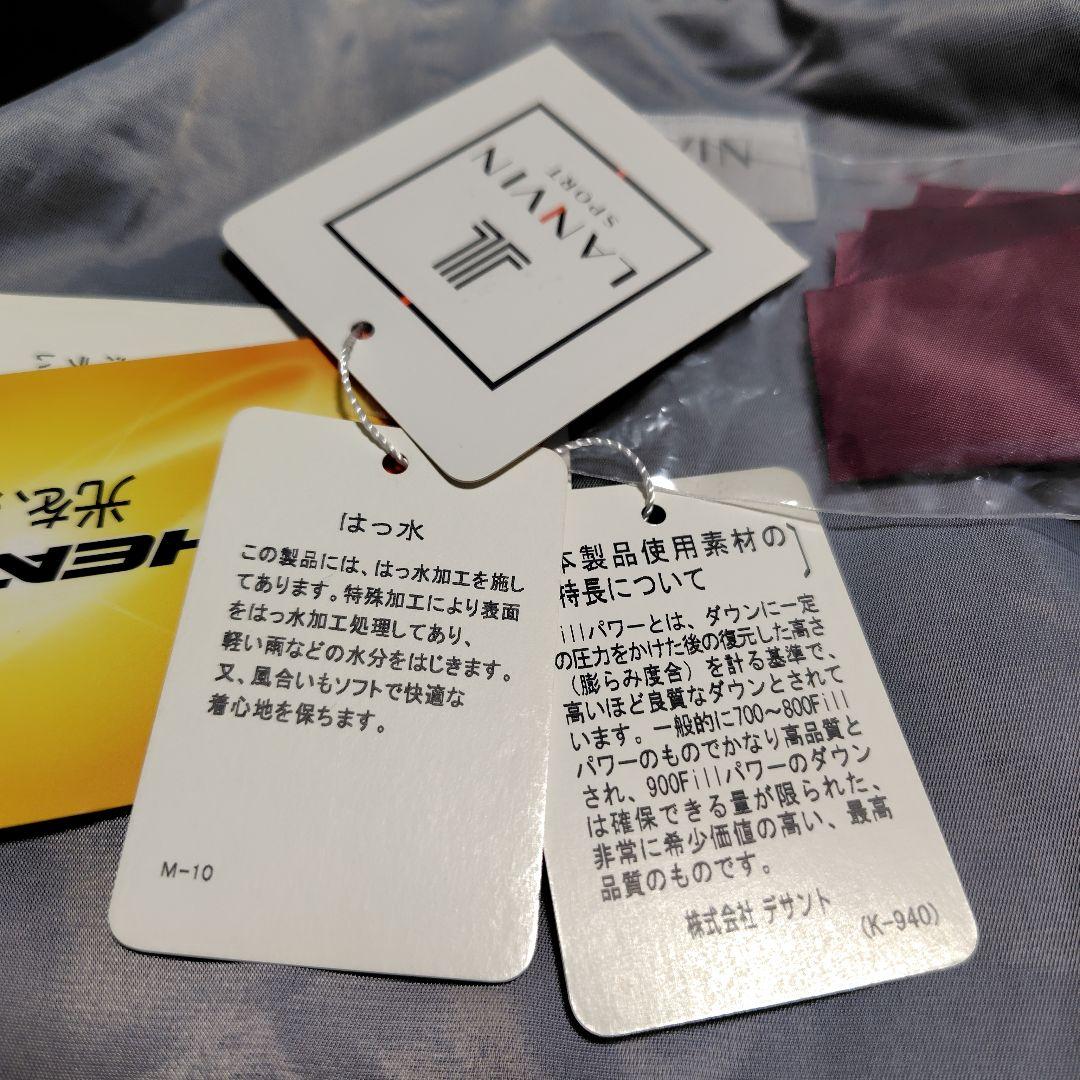 LANVIN
SPORT
VIN
光を、
HEA
はっ水
この製品には、はっ水加工を施し
てあります。特殊加工により表面
をはっ水加工処理してあり、
軽い雨などの水分をはじきます。
又、風合いもソフトで快適な
着心地を保ちます。
M-10
本製品使用素材の
特長について
illパワーとは、ダウンに一定
の圧力をかけた後の復元した高さ
（膨らみ度合）を計る基準で、
高いほど良質なダウンとされて
います。一般的に700〜800Fill
パワーのものでかなり高品質と
され、900Fillパワーのダウン
は確保できる量が限られた、
非常に希少価値の高い、最高
品質のものです。
株式会社 デサント
(K-940)